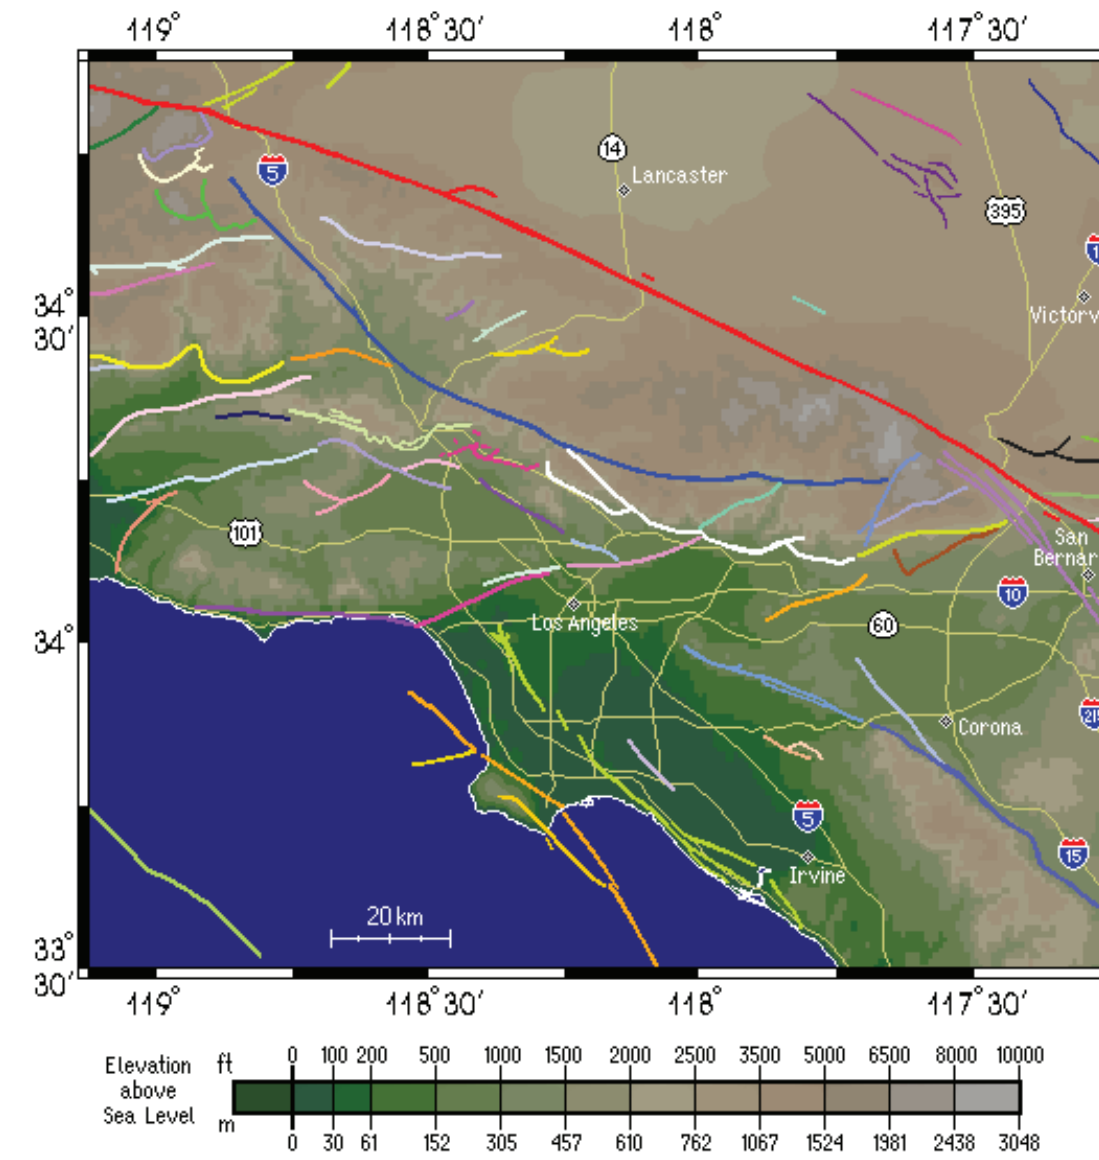 119° 118°30′ 118° 117°30′
14
5
Lancaster
395
1
34°
30′
Victorv
101
San
Bernar
10
Los Angeles
60
34°
215
Corona
5
15
Irvine
20 km
33°
30′
119° 118°30′ 118° 117°30′
Elevation
above
Sea Level
ft 0 100 200 500 1000 1500 2000 2500 3500 5000 6500 8000 10000
m 0 30 61 152 305 457 610 762 1067 1524 1981 2438 3048